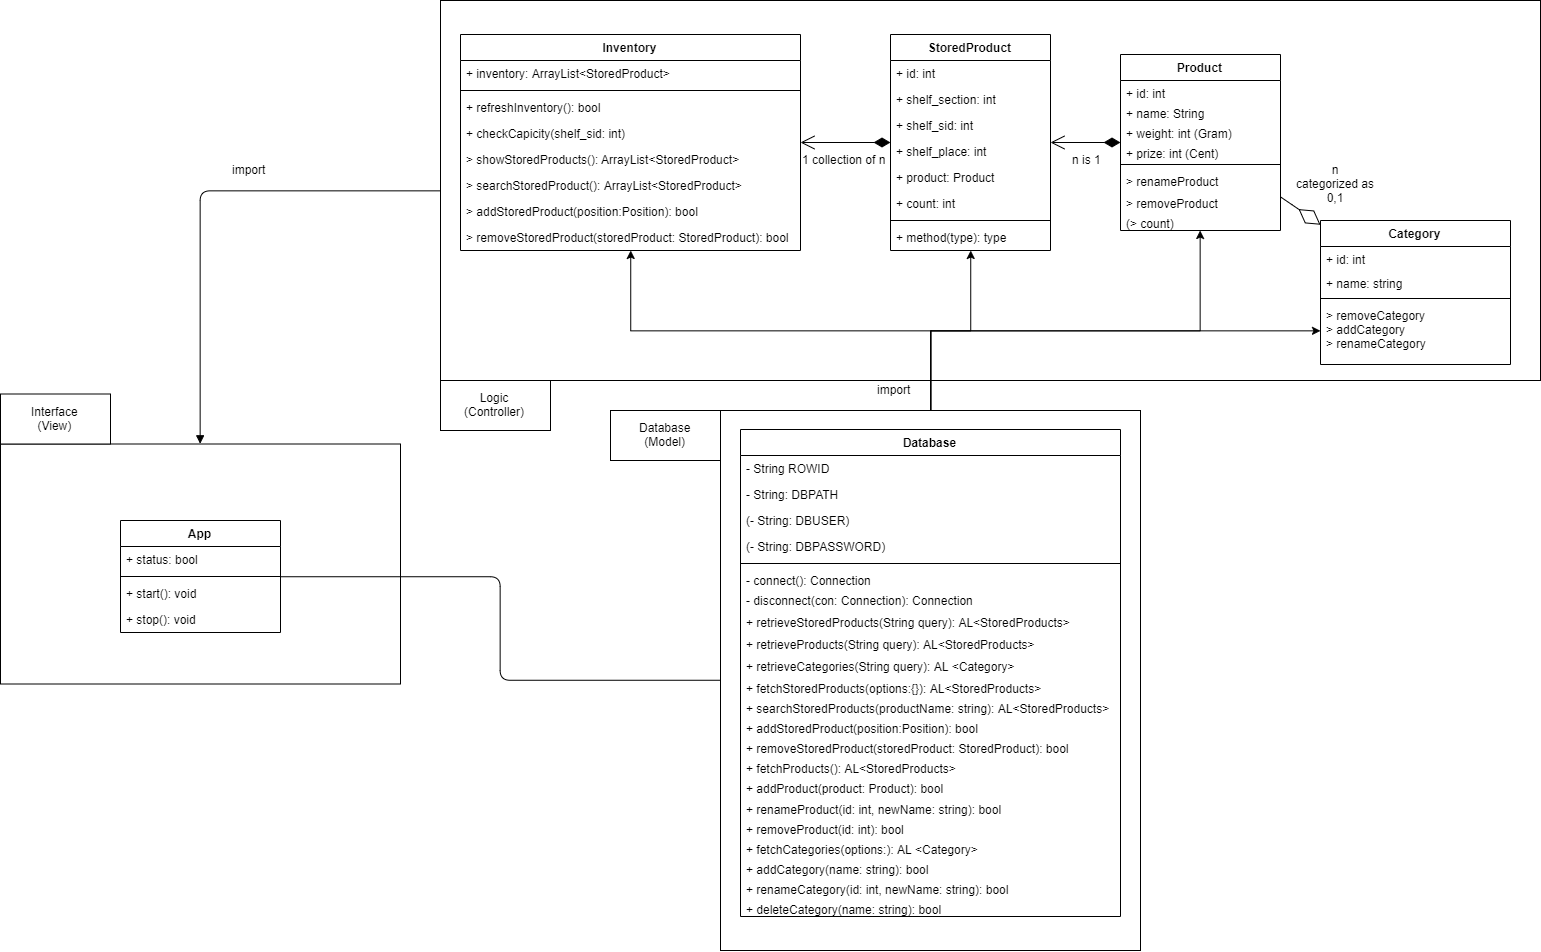 Inventory
+ inventory: ArrayList<StoredProduct>
+ refreshInventory(): bool
+ checkCapicity(shelf_sid: int)
> showStoredProducts(): ArrayList<StoredProduct>
> searchStoredProduct(): ArrayList<StoredProduct>
> addStoredProduct(position:Position): bool
> removeStoredProduct(storedProduct: StoredProduct): bool
1 collection of n
StoredProduct
+ id: int
+ shelf_section: int
+ shelf_sid: int
+ shelf_place: int
+ product: Product
+ count: int
+ method(type): type
n is 1
Product
+ id: int
+ name: String
+ weight: int (Gram)
+ prize: int (Cent)
> renameProduct
> removeProduct
(> count)
n
categorized as
0,1
Category
+ id: int
+ name: string
> removeCategory
> addCategory
> renameCategory
import
Logic
(Controller)
import
Interface
(View)
App
+ status: bool
+ start(): void
+ stop(): void
Database
(Model)
Database
- String ROWID
- String: DBPATH
(- String: DBUSER)
(- String: DBPASSWORD)
- connect(): Connection
- disconnect(con: Connection): Connection
+ retrieveStoredProducts(String query): AL<StoredProducts>
+ retrieveProducts(String query): AL<StoredProducts>
+ retrieveCategories(String query): AL <Category>
+ fetchStoredProducts(options:{}): AL<StoredProducts>
+ searchStoredProducts(productName: string): AL<StoredProducts>
+ addStoredProduct(position:Position): bool
+ removeStoredProduct(storedProduct: StoredProduct): bool
+ fetchProducts(): AL<StoredProducts>
+ addProduct(product: Product): bool
+ renameProduct(id: int, newName: string): bool
+ removeProduct(id: int): bool
+ fetchCategories(options:): AL <Category>
+ addCategory(name: string): bool
+ renameCategory(id: int, newName: string): bool
+ deleteCategory(name: string): bool